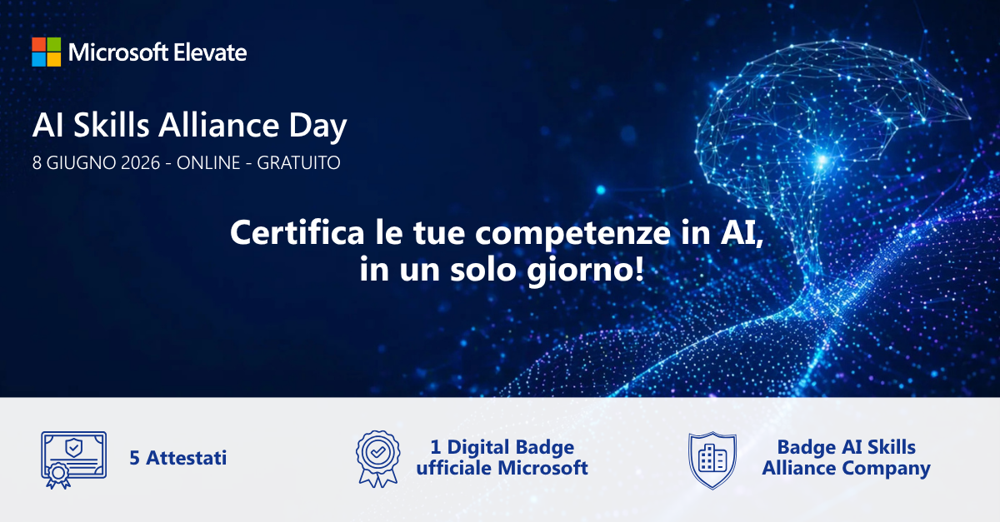 Microsoft Elevate
AI Skills Alliance Day
8 GIUGNO 2026 - ONLINE - GRATUITO
Certifica le tue competenze in AI,
in un solo giorno!
5 Attestati
1 Digital Badge
ufficiale Microsoft
Badge AI Skills
Alliance Company